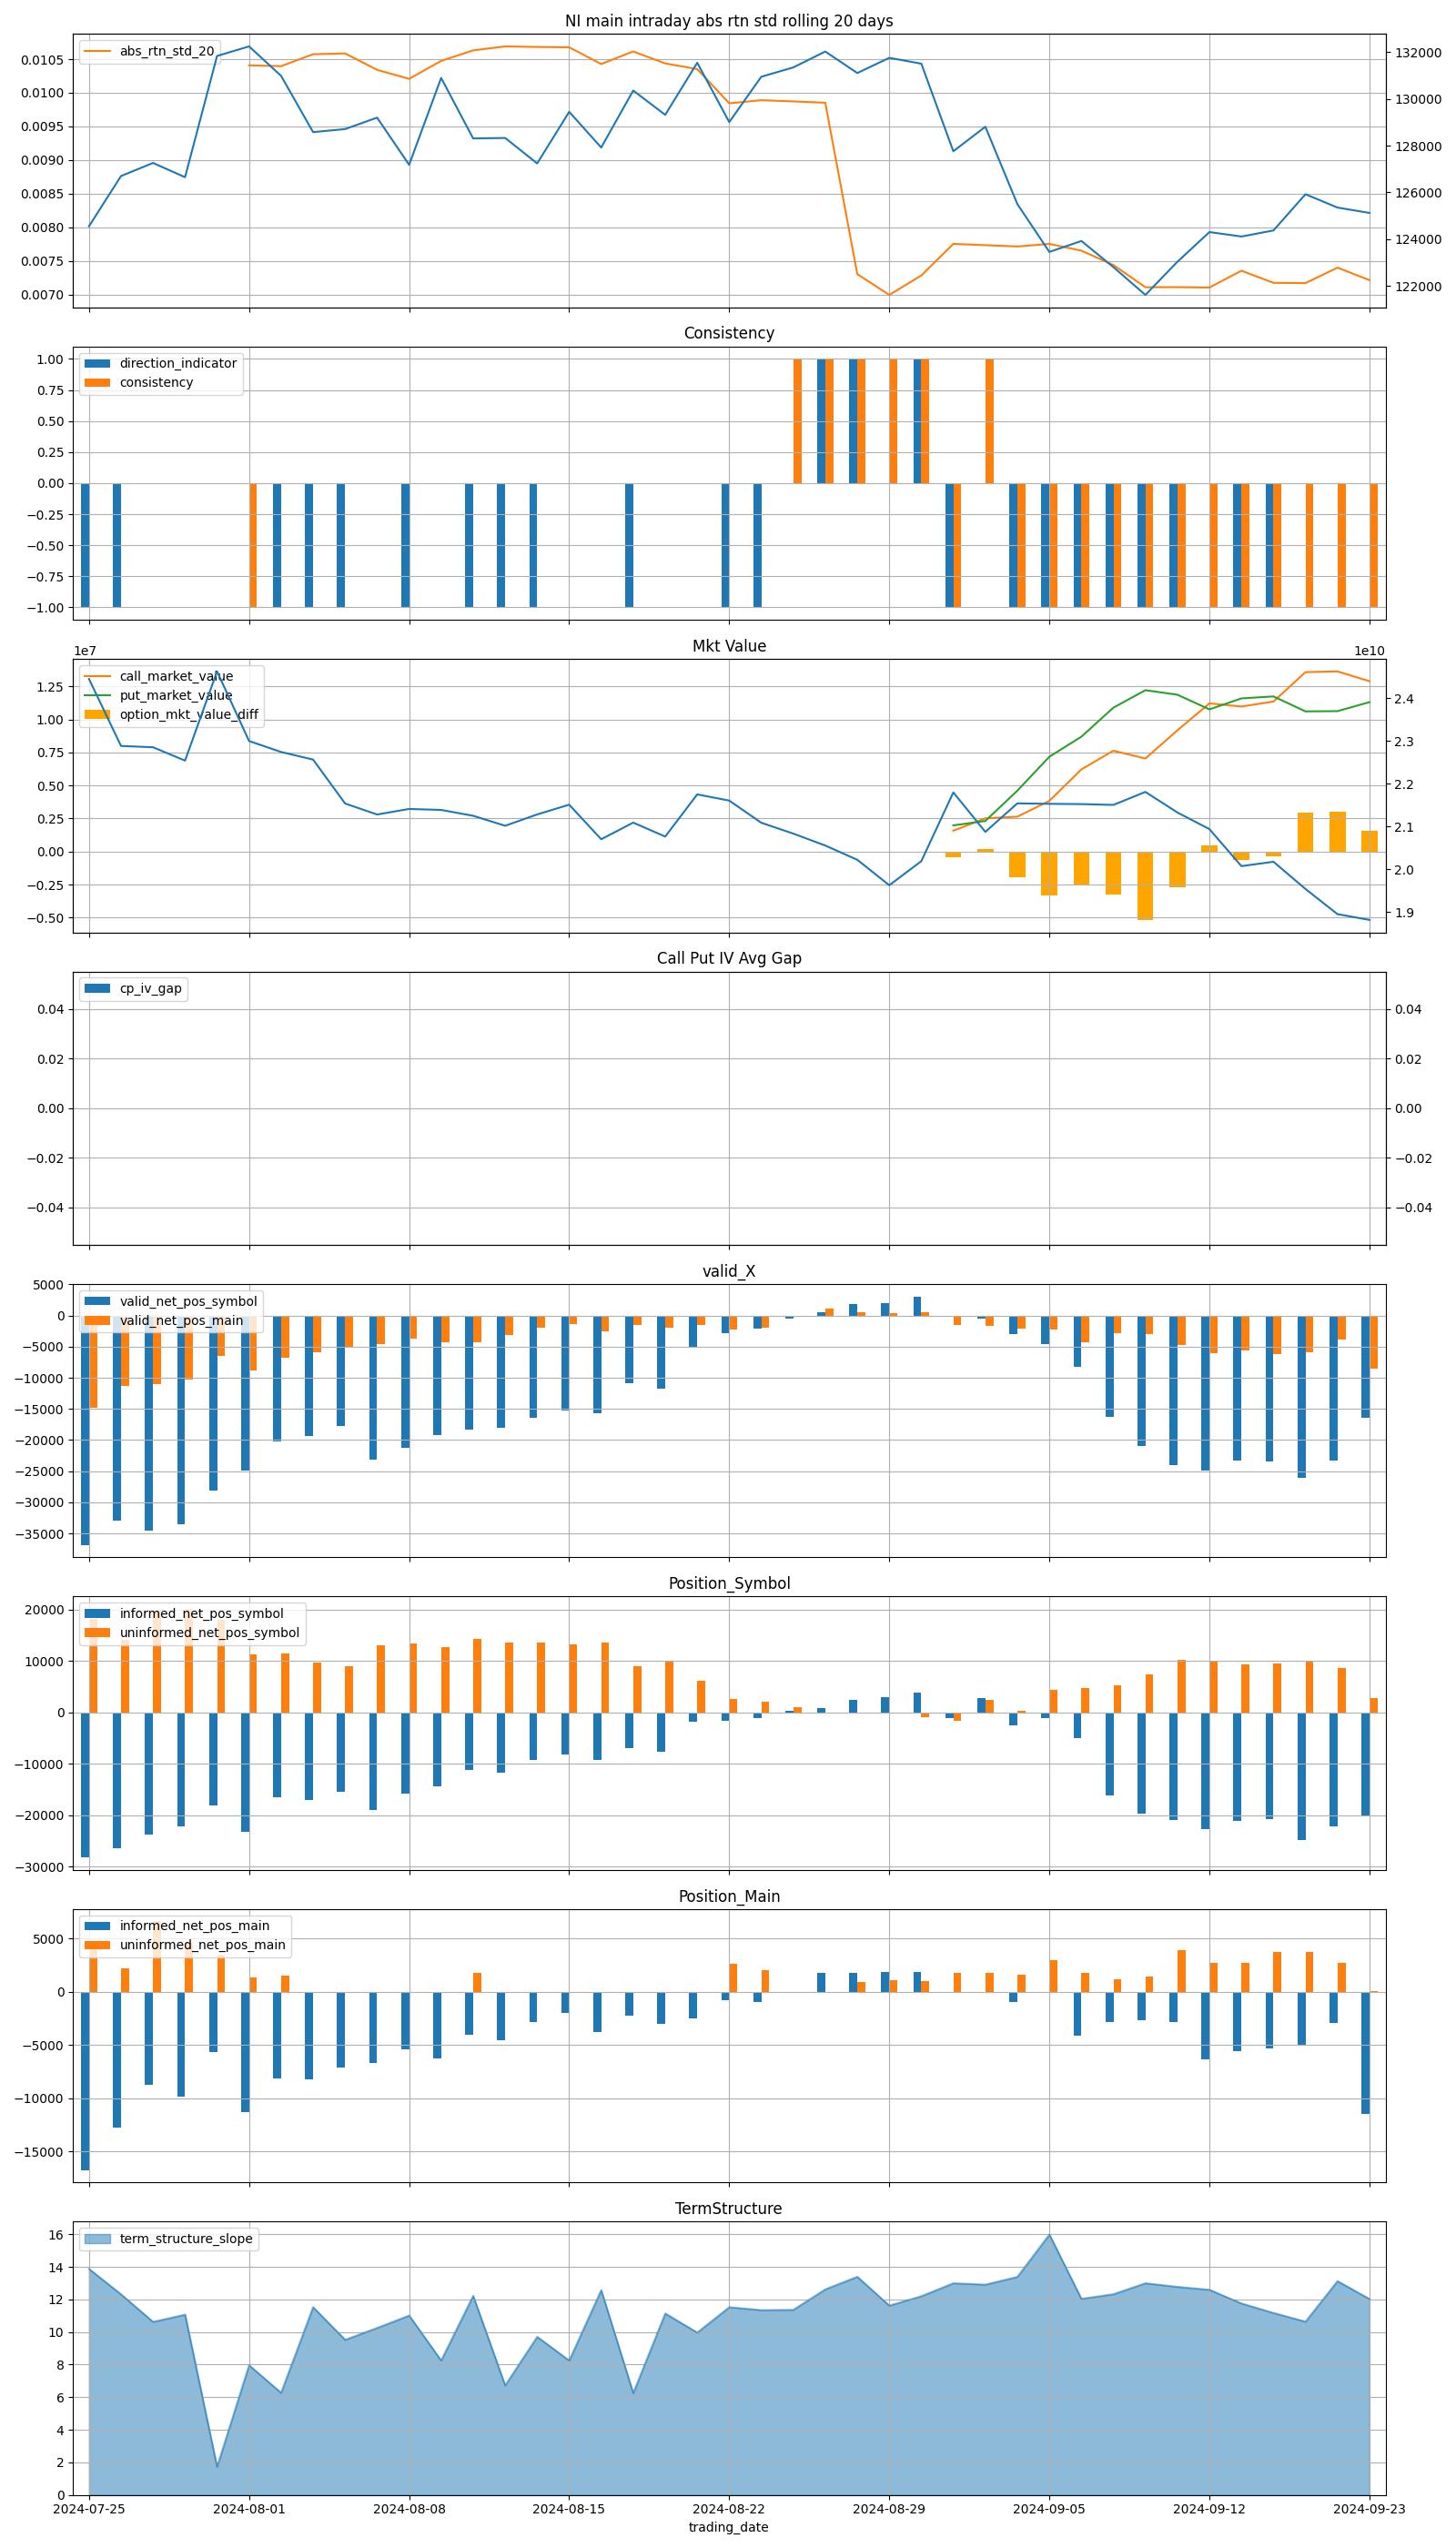 NI main intraday abs rtn std rolling 20 days
abs_rtn_std_20
0.0105
0.0100
0.0095
0.0090
0.0085
0.0080
0.0075
0.0070
132000
130000
128000
126000
124000
122000
Consistency
direction_indicator
consistency
1.00
0.75
0.50
0.25
0.00
−0.25
−0.50
−0.75
−1.00
Mkt Value
1e7
1e10
call_market_value
put_market_value
option_mkt_value_diff
1.25
1.00
0.75
0.50
0.25
0.00
−0.25
−0.50
2.4
2.3
2.2
2.1
2.0
1.9
Call Put IV Avg Gap
cp_iv_gap
0.04
0.02
0.00
−0.02
−0.04
0.04
0.02
0.00
−0.02
−0.04
valid_X
valid_net_pos_symbol
valid_net_pos_main
5000
0
−5000
−10000
−15000
−20000
−25000
−30000
−35000
Position_Symbol
informed_net_pos_symbol
uninformed_net_pos_symbol
20000
10000
0
−10000
−20000
−30000
Position_Main
informed_net_pos_main
uninformed_net_pos_main
5000
0
−5000
−10000
−15000
TermStructure
term_structure_slope
16
14
12
10
8
6
4
2
0
2024-07-25 2024-08-01 2024-08-08 2024-08-15 2024-08-22 2024-08-29 2024-09-05 2024-09-12 2024-09-23
trading_date